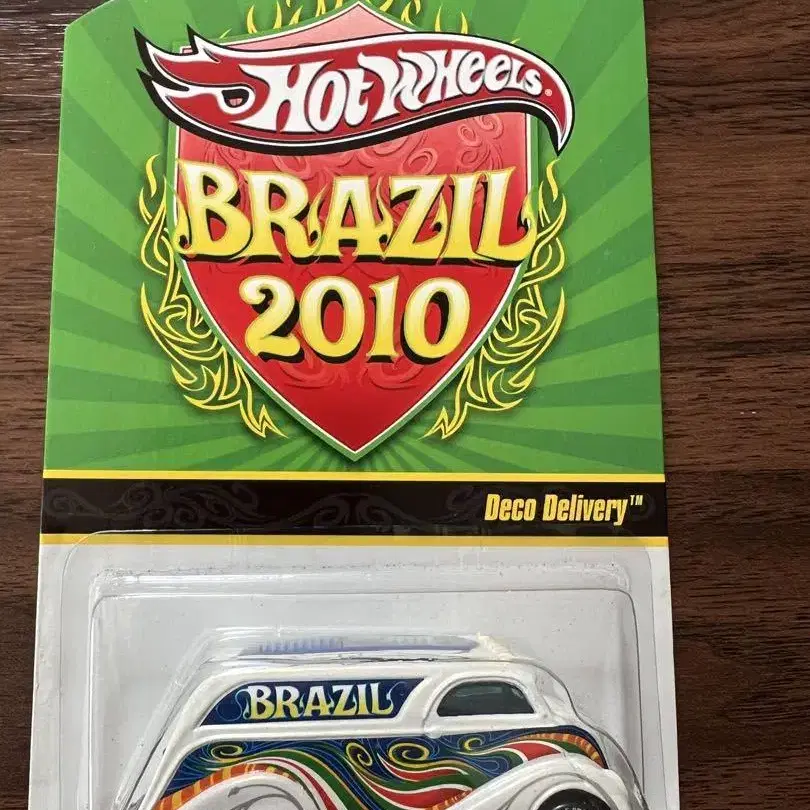 HOT WHEELS®
BRAZIL
2010
Deco Delivery™
BRAZIL